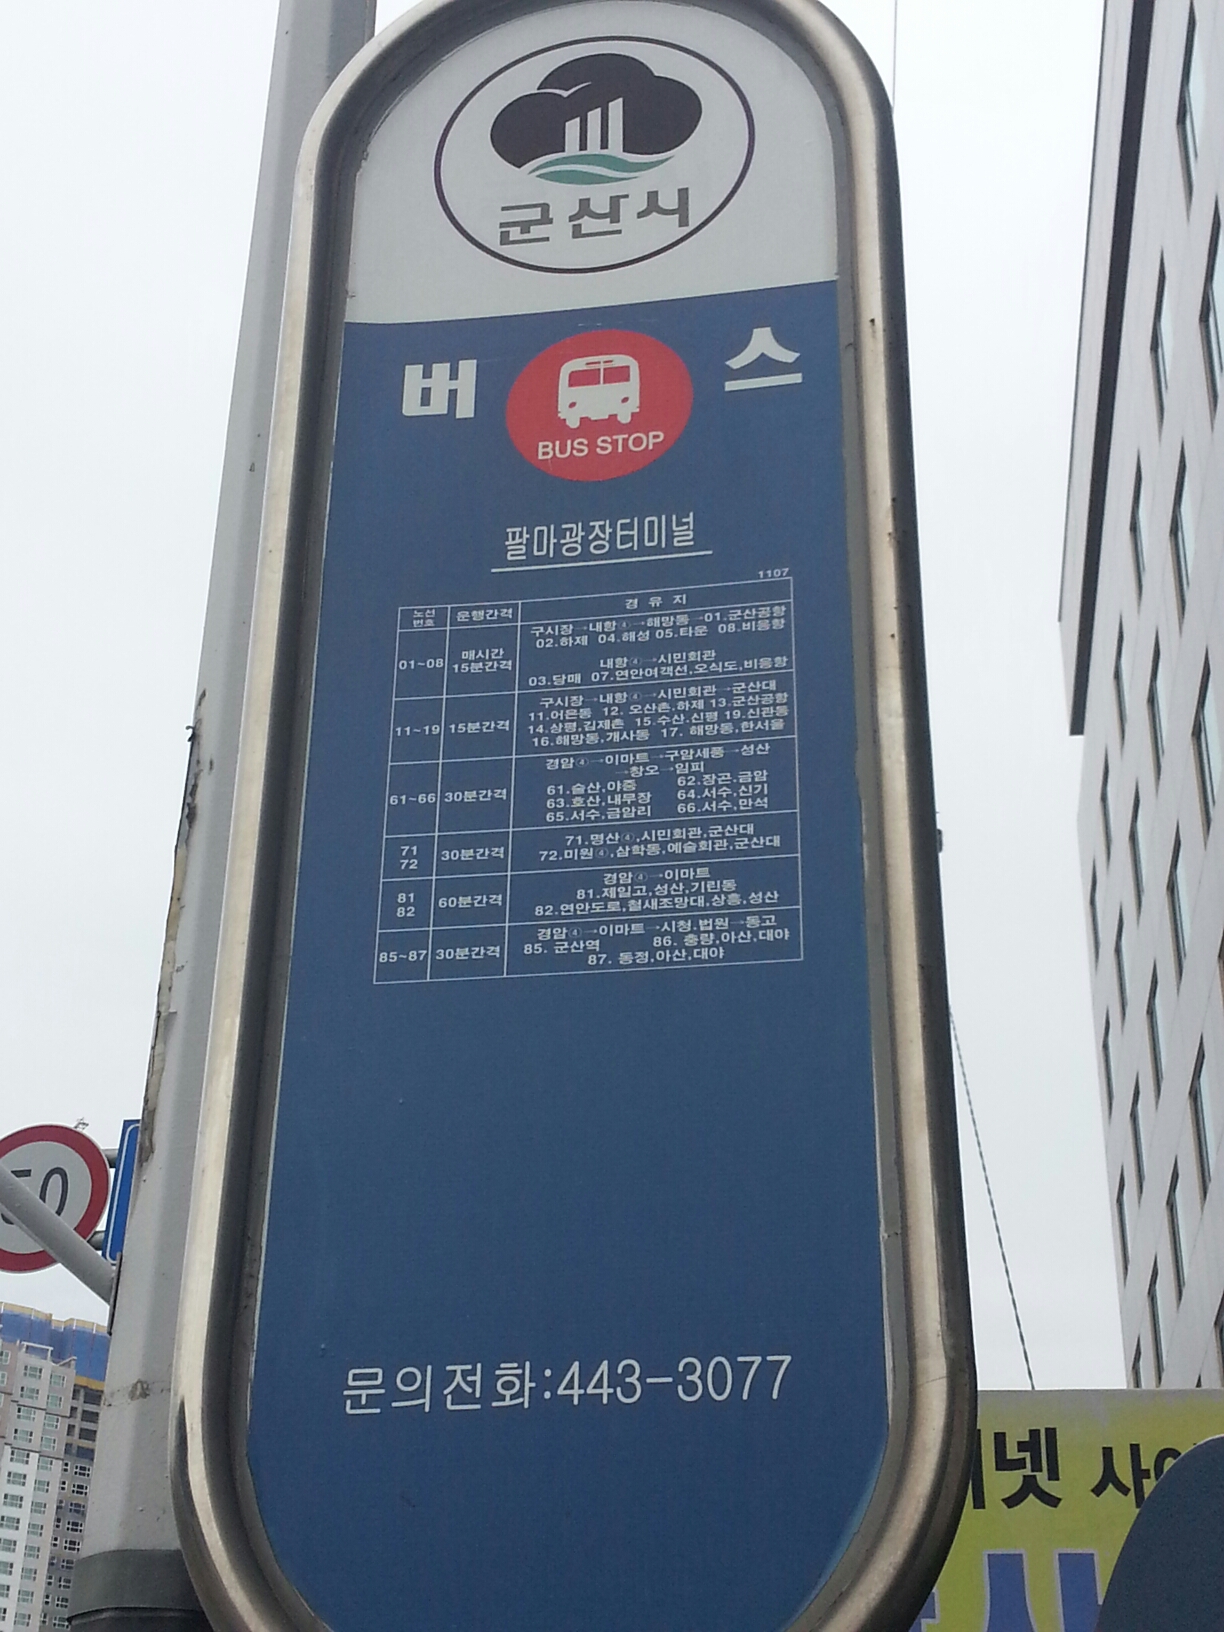 군산시
버 스
BUS STOP
팔마광장터미널
1107
노선번호 운행간격 경 유 지
01~08 매시간 15분간격 구시장→내항④→해망동→01.군산공항
02.하제 04.해성 05.타운 08.비응항
내항④→시민회관
03.당매 07.연안여객선,오식도,비응항
11~19 15분간격 구시장→내항④→시민회관→군산대
11.어은동 12. 오산촌.하제 13.군산공항
14.상평,김제촌 15.수산.신평 19.신관동
16.해망동,개사동 17. 해망동,한서울
61~66 30분간격 경암④→이마트→구암세풍→성산
→창오→임피
61.술산,야중 62.장곤.금암
63.호산,내무장 64.서수,신기
65.서수,금암리 66.서수,만석
71 72 30분간격 71.명산④,시민회관,군산대
72.미원④,삼학동,예술회관,군산대
81 82 60분간격 경암④→이마트
81.제일고,성산,기린동
82.연안도로,철새조망대,상흥,성산
85~87 30분간격 경암④→이마트→시청.법원→동고
85. 군산역 86. 충량,아산,대야
87. 동정,아산,대야
문의전화:443-3077
50